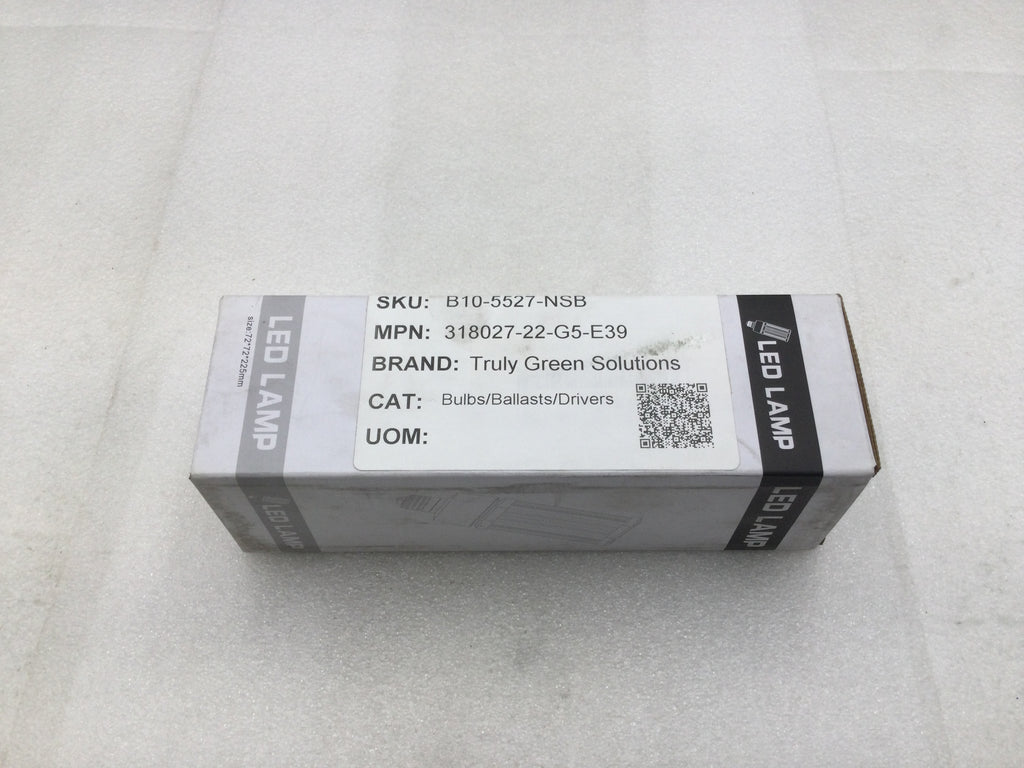 SKU: B10-5527-NSB
MPN: 318027-22-G5-E39
BRAND: Truly Green Solutions
CAT: Bulbs/Ballasts/Drivers
UOM:
LED LAMP
size:72*72*225mm
LED LAMP
LED LAMP
LED LAMP